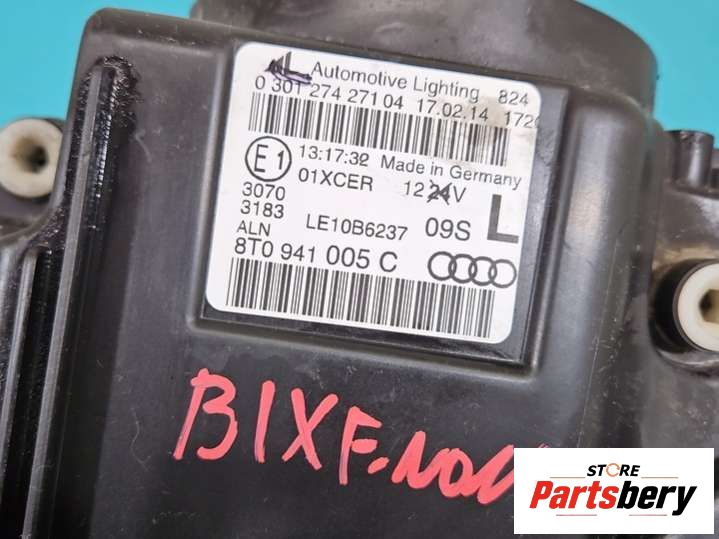 AL Automotive Lighting 824
0 301 274 271 04 17.02.14
E1 13:17:32 Made in Germany
01XCER 12 24V
3070
3183 LE10B6237 09S L
ALN
8T0 941 005 C
BIXF.
STORE
Partsbery